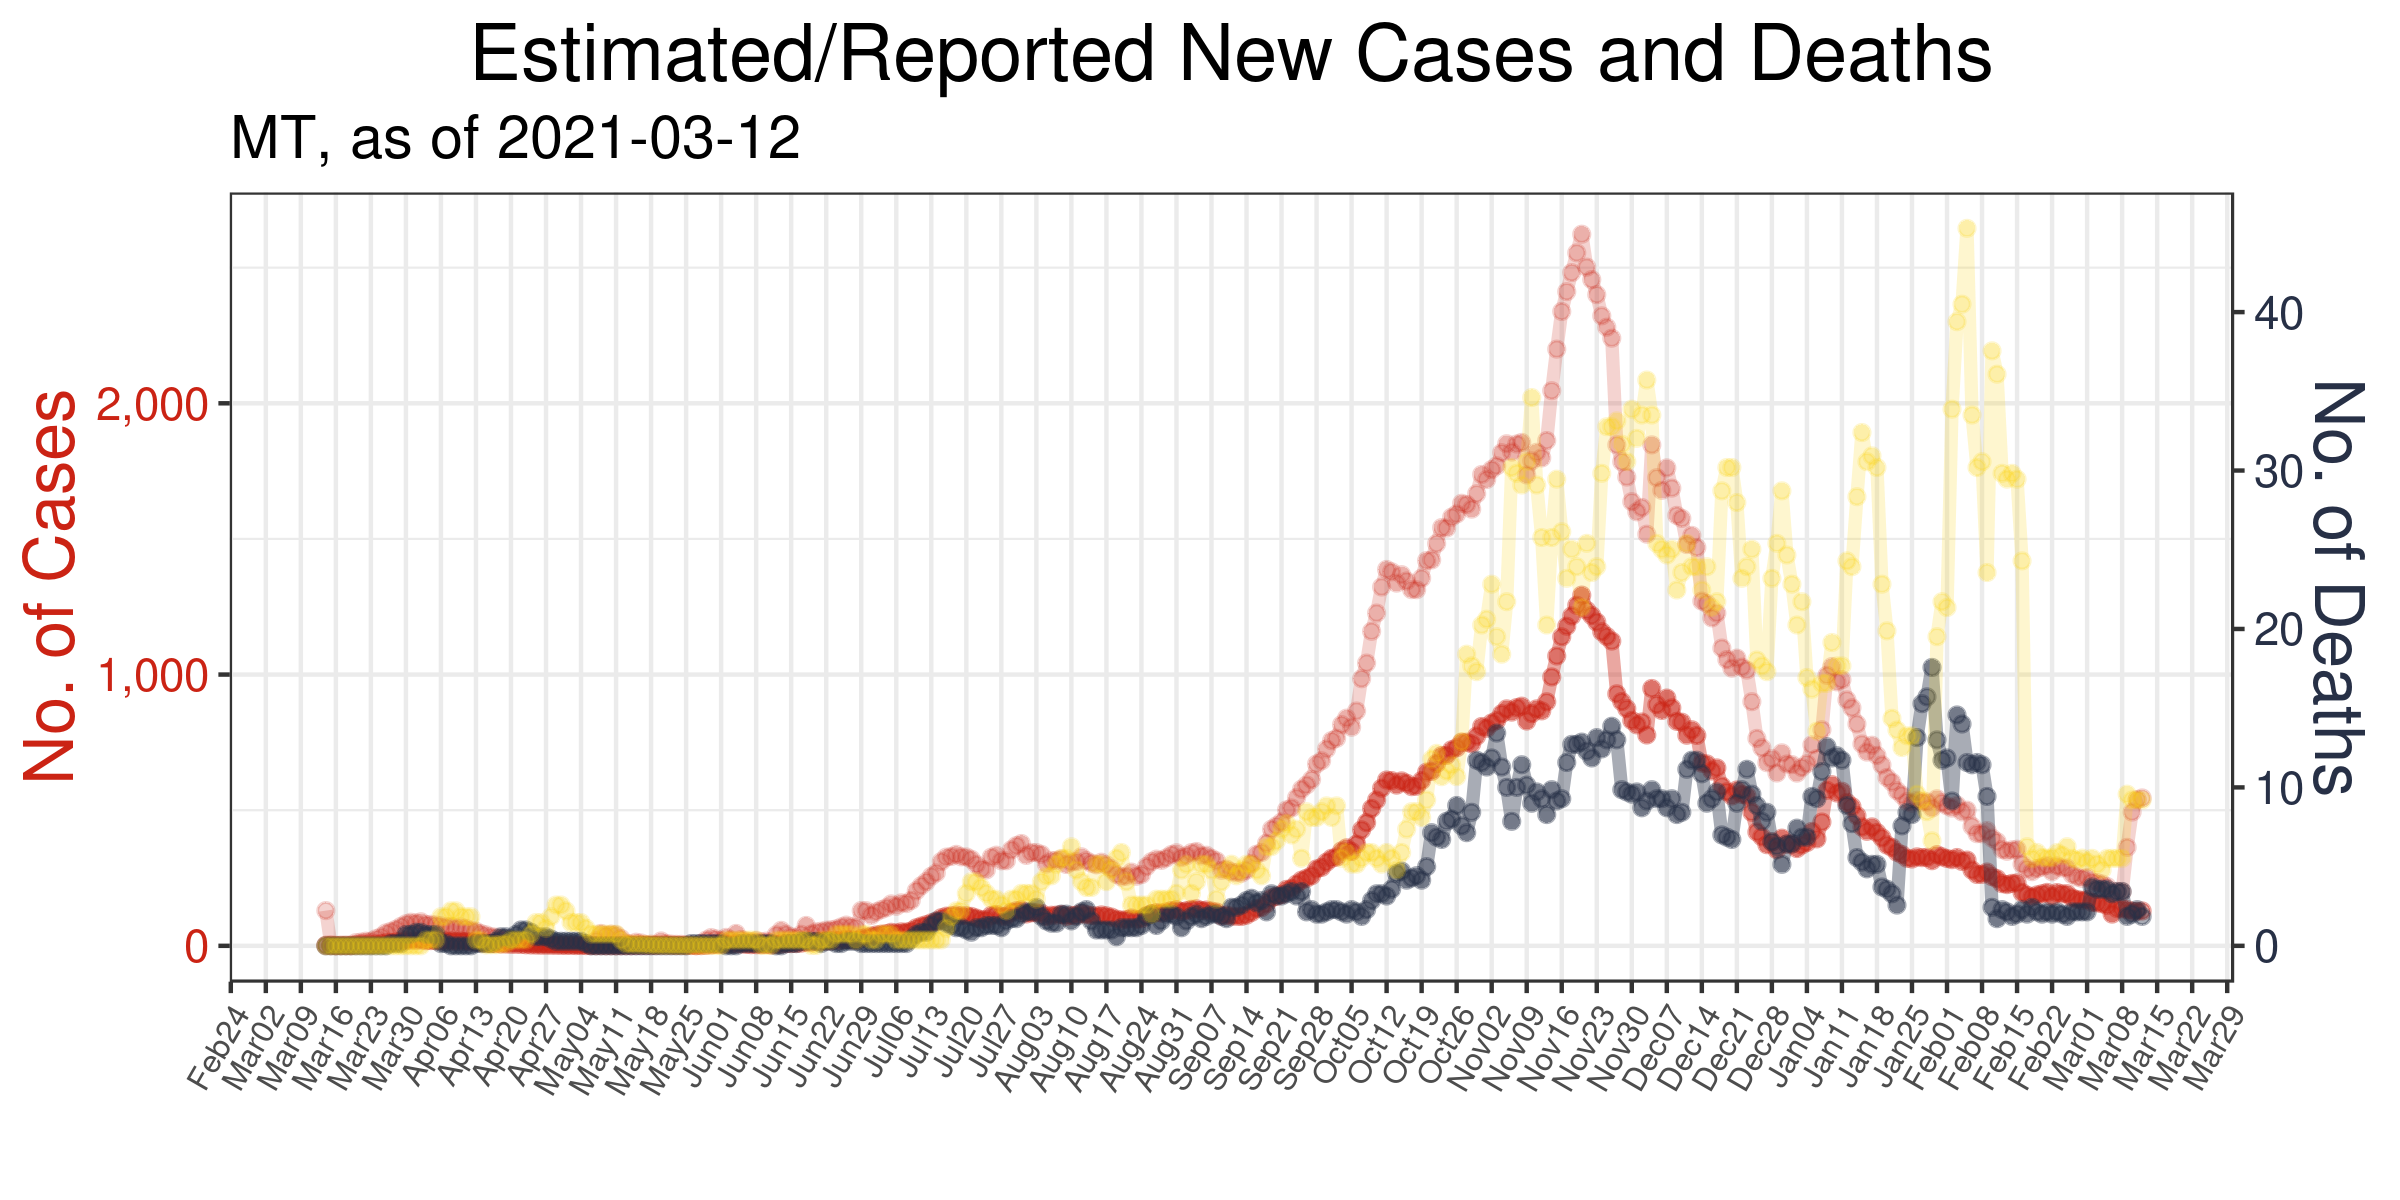 Estimated/Reported New Cases and Deaths
MT, as of 2021-03-12
No. of Cases
2,000
1,000
0
40
30
20
10
0
No. of Deaths
Feb24
Mar02
Mar09
Mar16
Mar23
Mar30
Apr06
Apr13
Apr20
Apr27
May04
May11
May18
May25
Jun01
Jun08
Jun15
Jun22
Jun29
Jul06
Jul13
Jul20
Jul27
Aug03
Aug10
Aug17
Aug24
Aug31
Sep07
Sep14
Sep21
Sep28
Oct05
Oct12
Oct19
Oct26
Nov02
Nov09
Nov16
Nov23
Nov30
Dec07
Dec14
Dec21
Dec28
Jan04
Jan11
Jan18
Jan25
Feb01
Feb08
Feb15
Feb22
Mar01
Mar08
Mar15
Mar22
Mar29